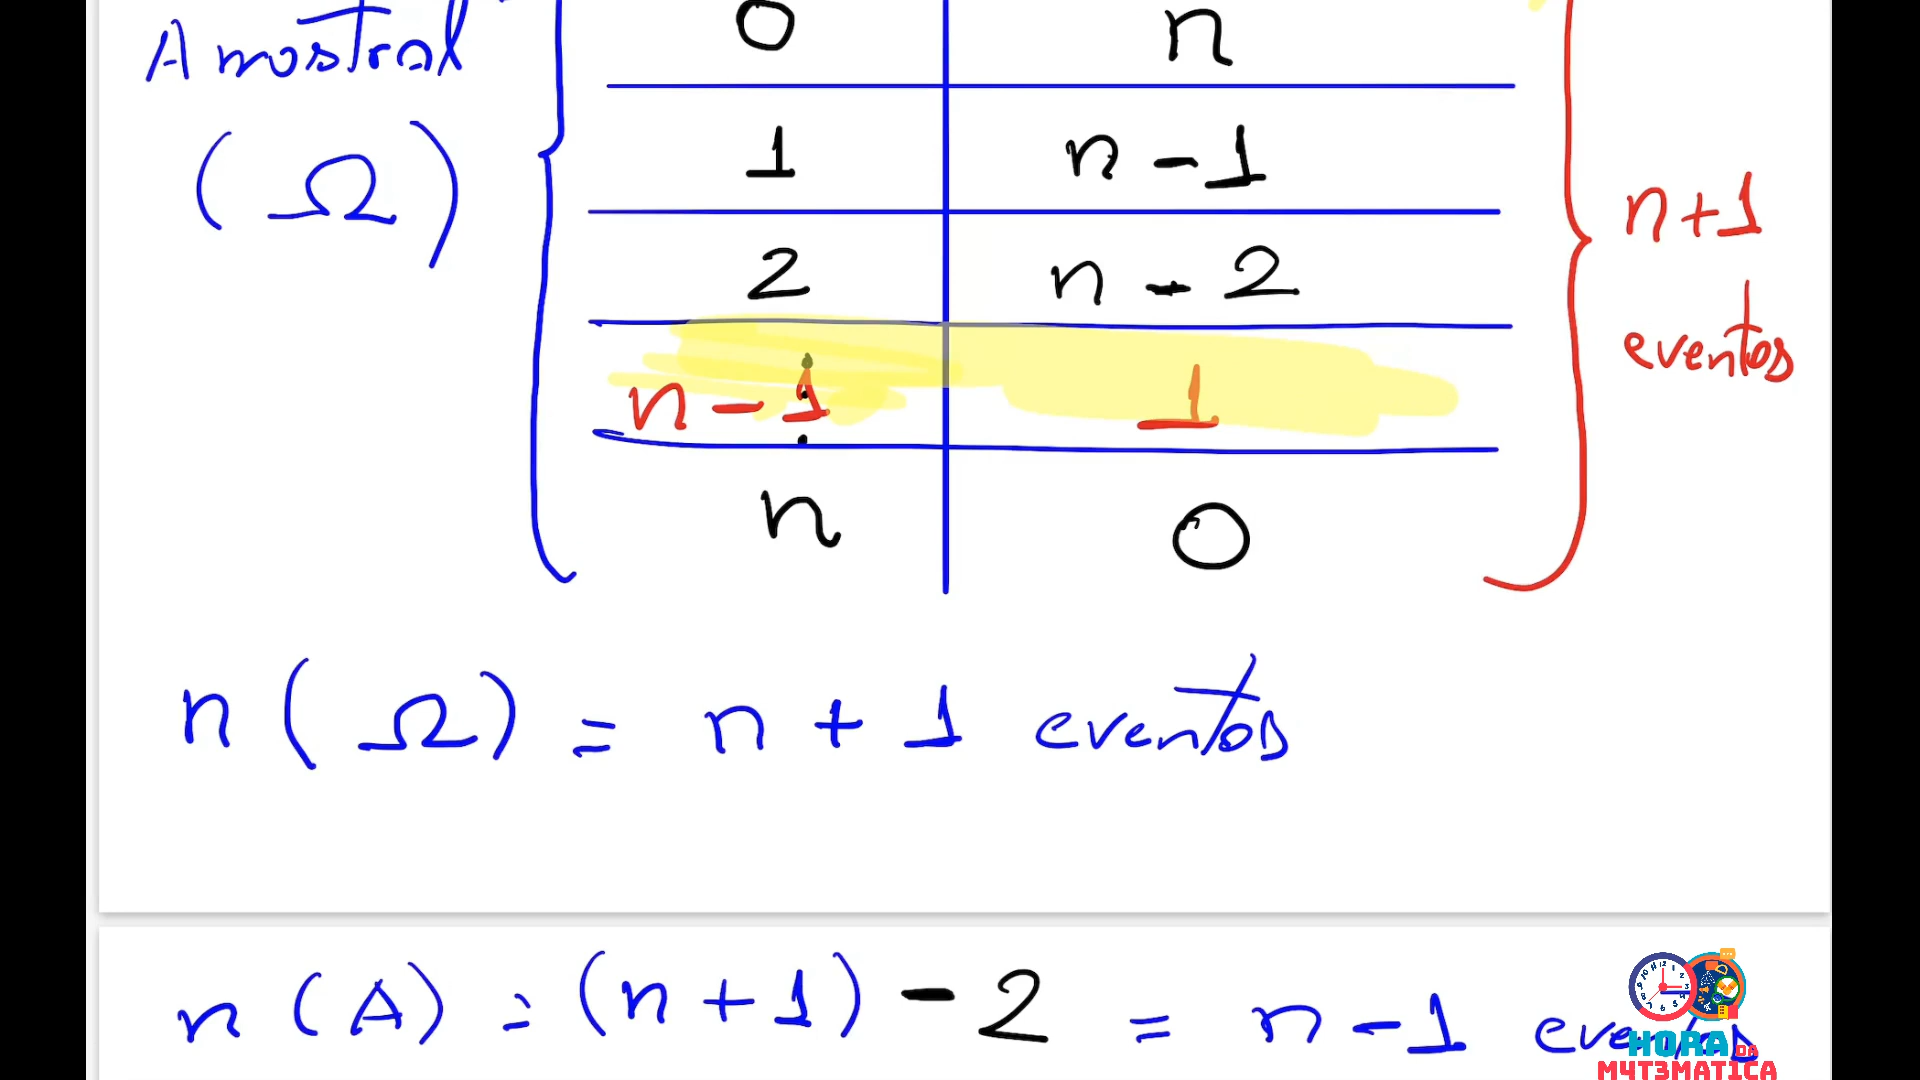 Amostral
(Ω)
0 n
1 n - 1
2 n - 2
n - 1 1
n 0
n + 1
eventos
n (Ω) = n + 1 eventos
n (A) = (n + 1) - 2 = n - 1 eventos
HORA DA
M4T3MATICA